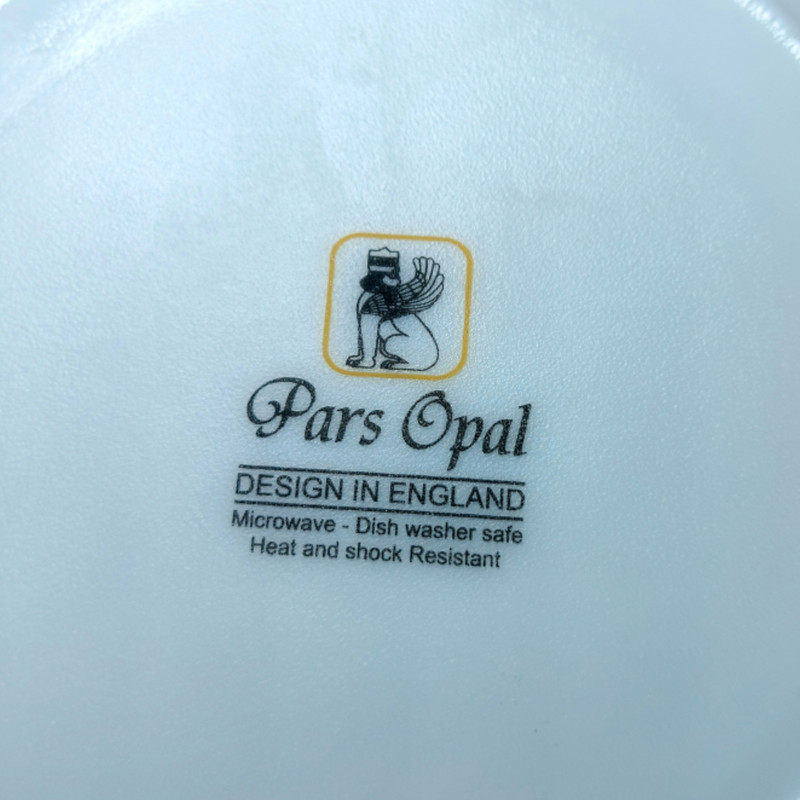 Pars Opal
DESIGN IN ENGLAND
Microwave - Dish washer safe
Heat and shock Resistant